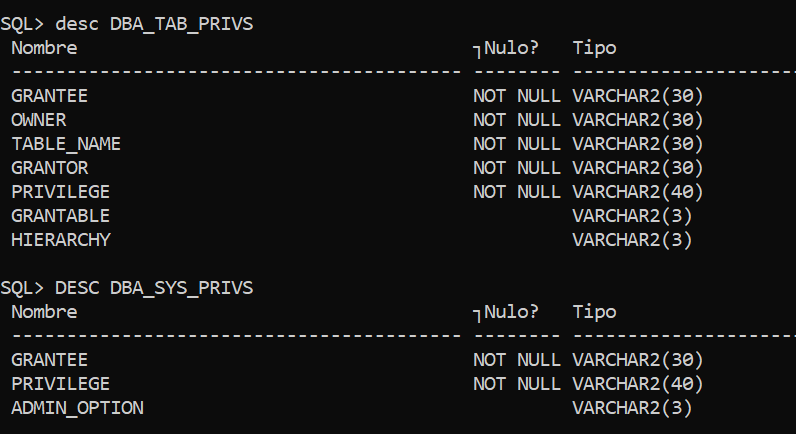 SQL> desc DBA_TAB_PRIVS
Nombre ┐Nulo? Tipo
----------------------------------------- -------- ----------------------
GRANTEE NOT NULL VARCHAR2(30)
OWNER NOT NULL VARCHAR2(30)
TABLE_NAME NOT NULL VARCHAR2(30)
GRANTOR NOT NULL VARCHAR2(30)
PRIVILEGE NOT NULL VARCHAR2(40)
GRANTABLE VARCHAR2(3)
HIERARCHY VARCHAR2(3)
SQL> DESC DBA_SYS_PRIVS
Nombre ┐Nulo? Tipo
----------------------------------------- -------- ----------------------
GRANTEE NOT NULL VARCHAR2(30)
PRIVILEGE NOT NULL VARCHAR2(40)
ADMIN_OPTION VARCHAR2(3)